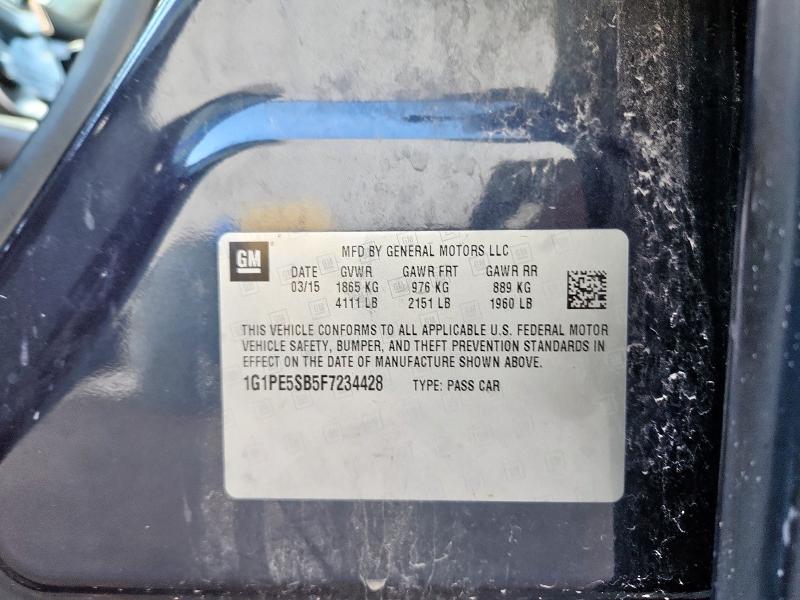 GM
MFD BY GENERAL MOTORS LLC
DATE GVWR GAWR FRT GAWR RR
03/15 1865 KG 976 KG 889 KG
4111 LB 2151 LB 1960 LB
THIS VEHICLE CONFORMS TO ALL APPLICABLE U.S. FEDERAL MOTOR
VEHICLE SAFETY, BUMPER, AND THEFT PREVENTION STANDARDS IN
EFFECT ON THE DATE OF MANUFACTURE SHOWN ABOVE.
1G1PE5SB5F7234428 TYPE: PASS CAR